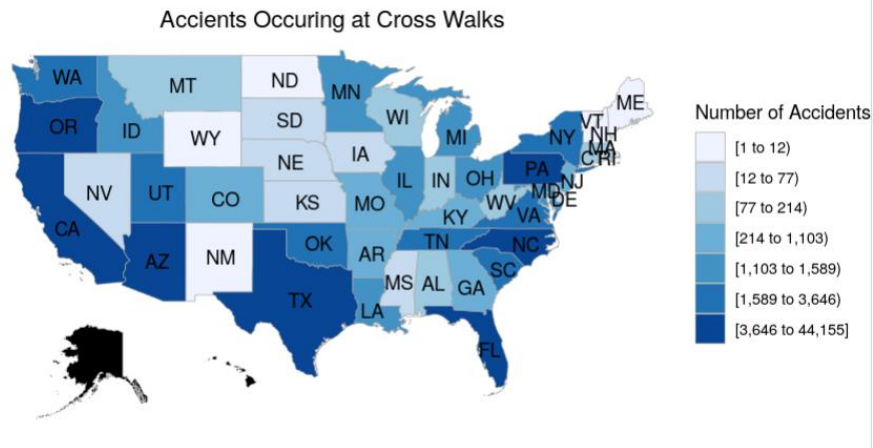 Accients Occuring at Cross Walks
WA
MT
ND
MN
ME
OR
ID
WY
SD
WI
MI
NY
VT
NH
MA
CT
RI
NV
UT
CO
NE
IA
IL
IN
OH
PA
NJ
MD
DE
CA
KS
MO
KY
WV
VA
AZ
NM
OK
AR
TN
NC
SC
TX
LA
MS
AL
GA
FL
Number of Accidents
[1 to 12)
[12 to 77)
[77 to 214)
[214 to 1,103)
[1,103 to 1,589)
[1,589 to 3,646)
[3,646 to 44,155]